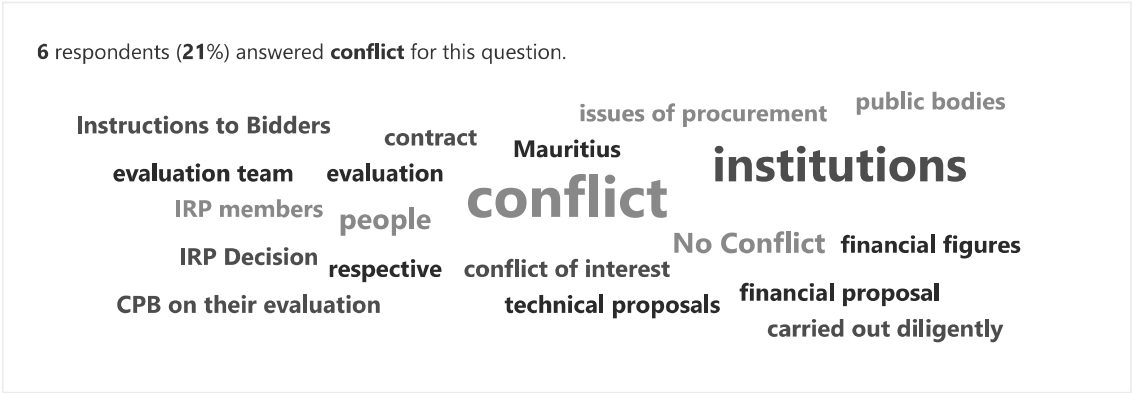 6 respondents (21%) answered conflict for this question.
issues of procurement
public bodies
Instructions to Bidders
contract
Mauritius
institutions
evaluation team
evaluation
conflict
IRP members
people
No Conflict
financial figures
IRP Decision
respective
conflict of interest
CPB on their evaluation
technical proposals
financial proposal
carried out diligently